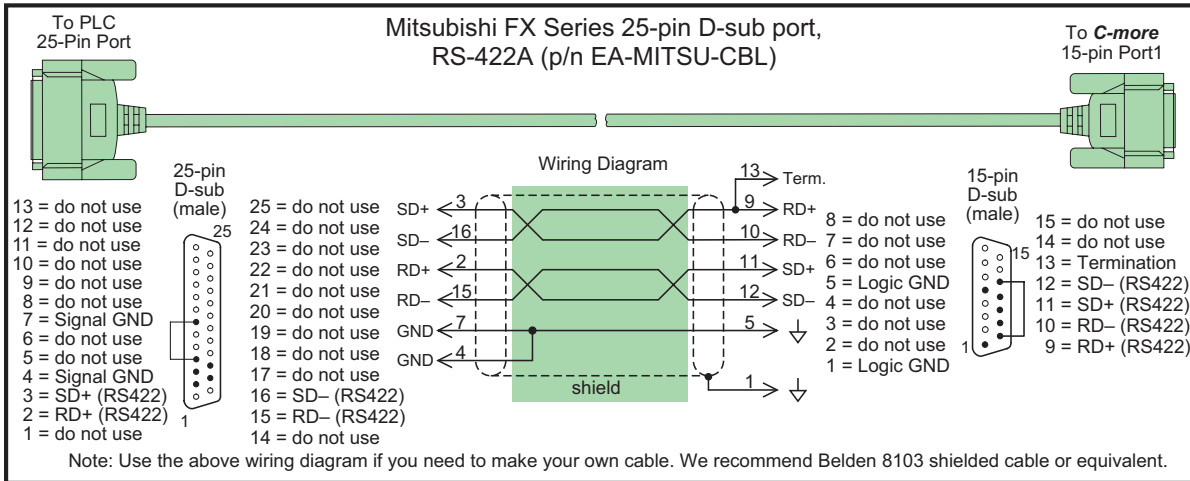 To PLC
25-Pin Port
Mitsubishi FX Series 25-pin D-sub port,
RS-422A (p/n EA-MITSU-CBL)
To C-more
15-pin Port1
Wiring Diagram
25-pin
D-sub
(male)
13 = do not use
12 = do not use
11 = do not use
10 = do not use
9 = do not use
8 = do not use
7 = Signal GND
6 = do not use
5 = do not use
4 = Signal GND
3 = SD+ (RS422)
2 = RD+ (RS422)
1 = do not use
25
1
25 = do not use
24 = do not use
23 = do not use
22 = do not use
21 = do not use
20 = do not use
19 = do not use
18 = do not use
17 = do not use
16 = SD– (RS422)
15 = RD– (RS422)
14 = do not use
13 Term.
SD+ 3 9 RD+
SD– 16 10 RD–
RD+ 2 11 SD+
RD– 15 12 SD–
GND 7 5
GND 4
shield
1
8 = do not use
7 = do not use
6 = do not use
5 = Logic GND
4 = do not use
3 = do not use
2 = do not use
1 = Logic GND
15-pin
D-sub
(male)
15
1
15 = do not use
14 = do not use
13 = Termination
12 = SD– (RS422)
11 = SD+ (RS422)
10 = RD– (RS422)
9 = RD+ (RS422)
Note: Use the above wiring diagram if you need to make your own cable. We recommend Belden 8103 shielded cable or equivalent.